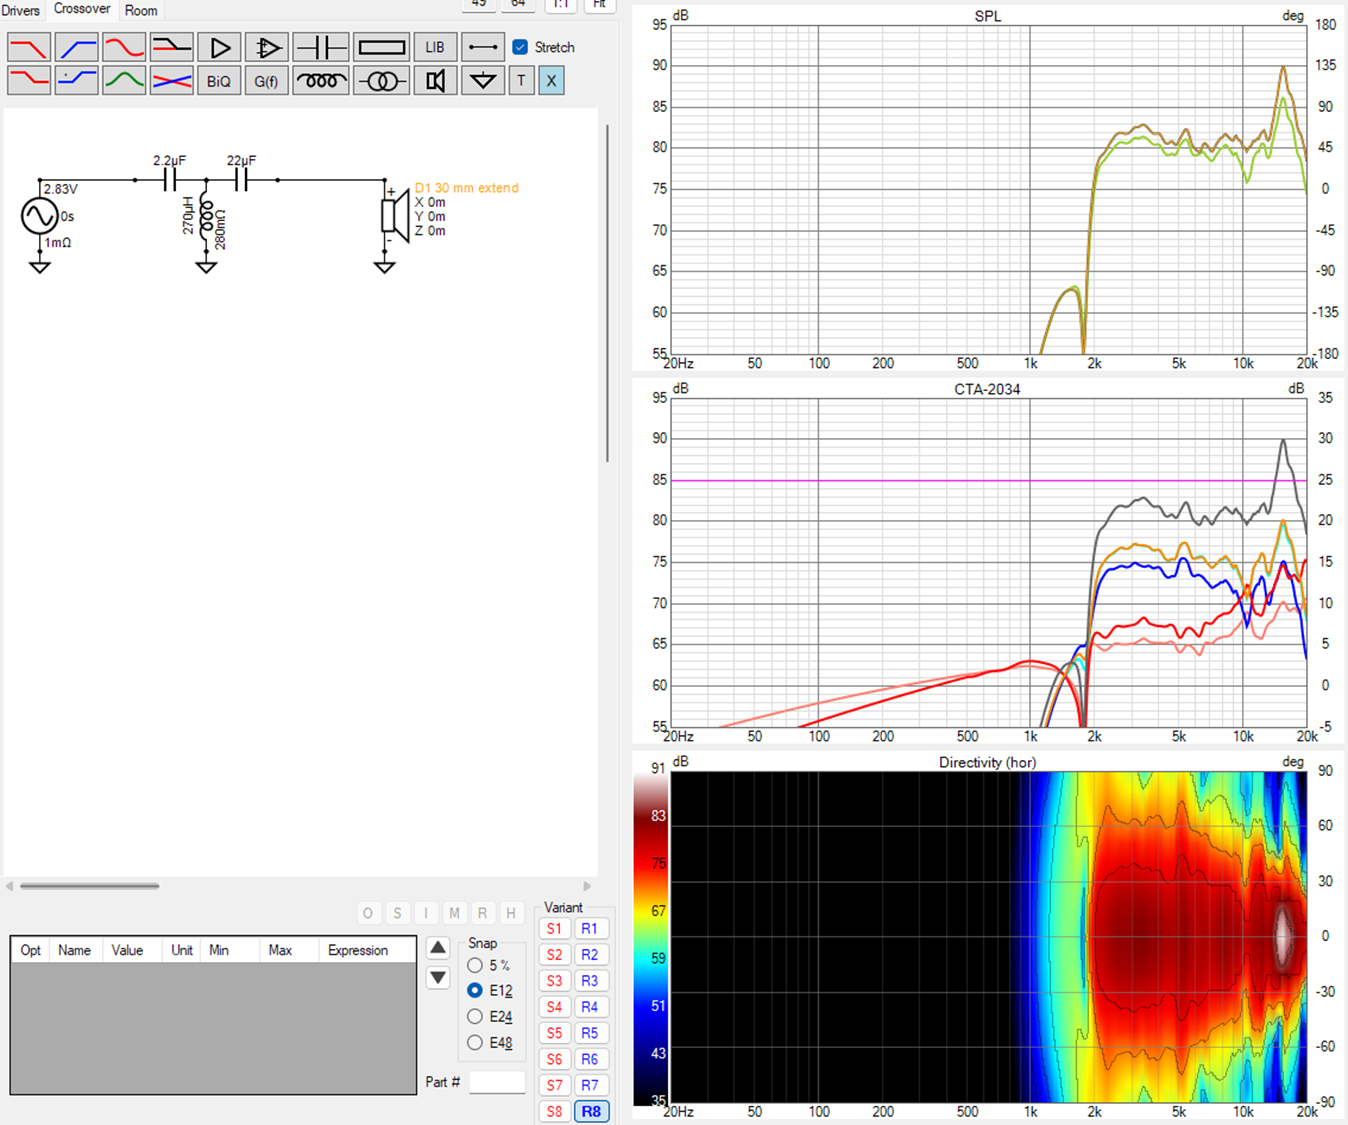 Drivers Crossover Room
49 64 1:1 Fit
LIB Stretch
BiQ G(f) T X
2.2µF 22µF
2.83V
0s
1mΩ
270µH
280mΩ
D1 30 mm extend
X 0m
Y 0m
Z 0m
+
-
O S I M R H
Opt Name Value Unit Min Max Expression
Snap
5 %
E12
E24
E48
Part #
Variant
S1 R1
S2 R2
S3 R3
S4 R4
S5 R5
S6 R6
S7 R7
S8 R8
dB SPL deg
95 180
90 135
85 90
80 45
75 0
70 -45
65 -90
60 -135
55 -180
20Hz 50 100 200 500 1k 2k 5k 10k 20k
dB CTA-2034 dB
95 35
90 30
85 25
80 20
75 15
70 10
65 5
60 0
55 -5
20Hz 50 100 200 500 1k 2k 5k 10k 20k
dB Directivity (hor) deg
91 90
83 60
75 30
67
59 0
51 -30
43 -60
35 -90
20Hz 50 100 200 500 1k 2k 5k 10k 20k